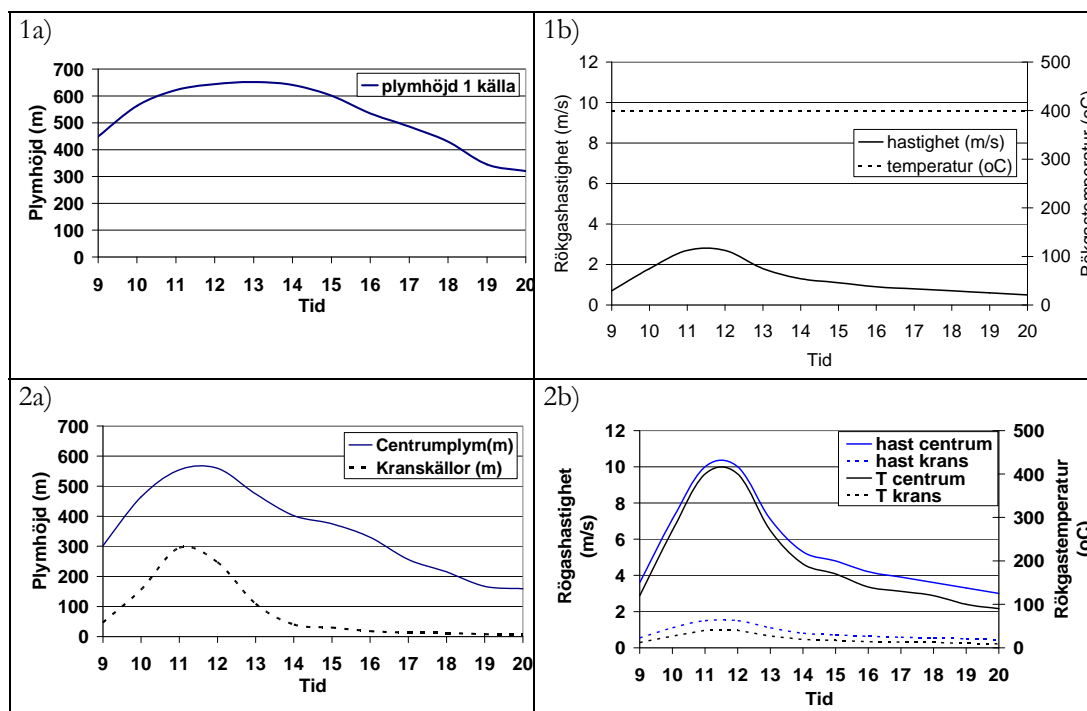 1a)
700
600
500
400
300
200
100
0
Plymhöjd (m)
plymhöjd 1 källa
9 10 11 12 13 14 15 16 17 18 19 20
Tid
1b)
12
10
8
6
4
2
0
Rökgashastighet (m/s)
hastighet (m/s)
temperatur (oC)
500
400
300
200
100
0
Rökgastemperatur (oC)
9 10 11 12 13 14 15 16 17 18 19 20
Tid
2a)
700
600
500
400
300
200
100
0
Plymhöjd (m)
Centrumplym(m)
Kranskällor (m)
9 10 11 12 13 14 15 16 17 18 19 20
Tid
2b)
12
10
8
6
4
2
0
Rögashastighet
(m/s)
hast centrum
hast krans
T centrum
T krans
500
400
300
200
100
0
Rökgastemperatur
(oC)
9 10 11 12 13 14 15 16 17 18 19 20
Tid